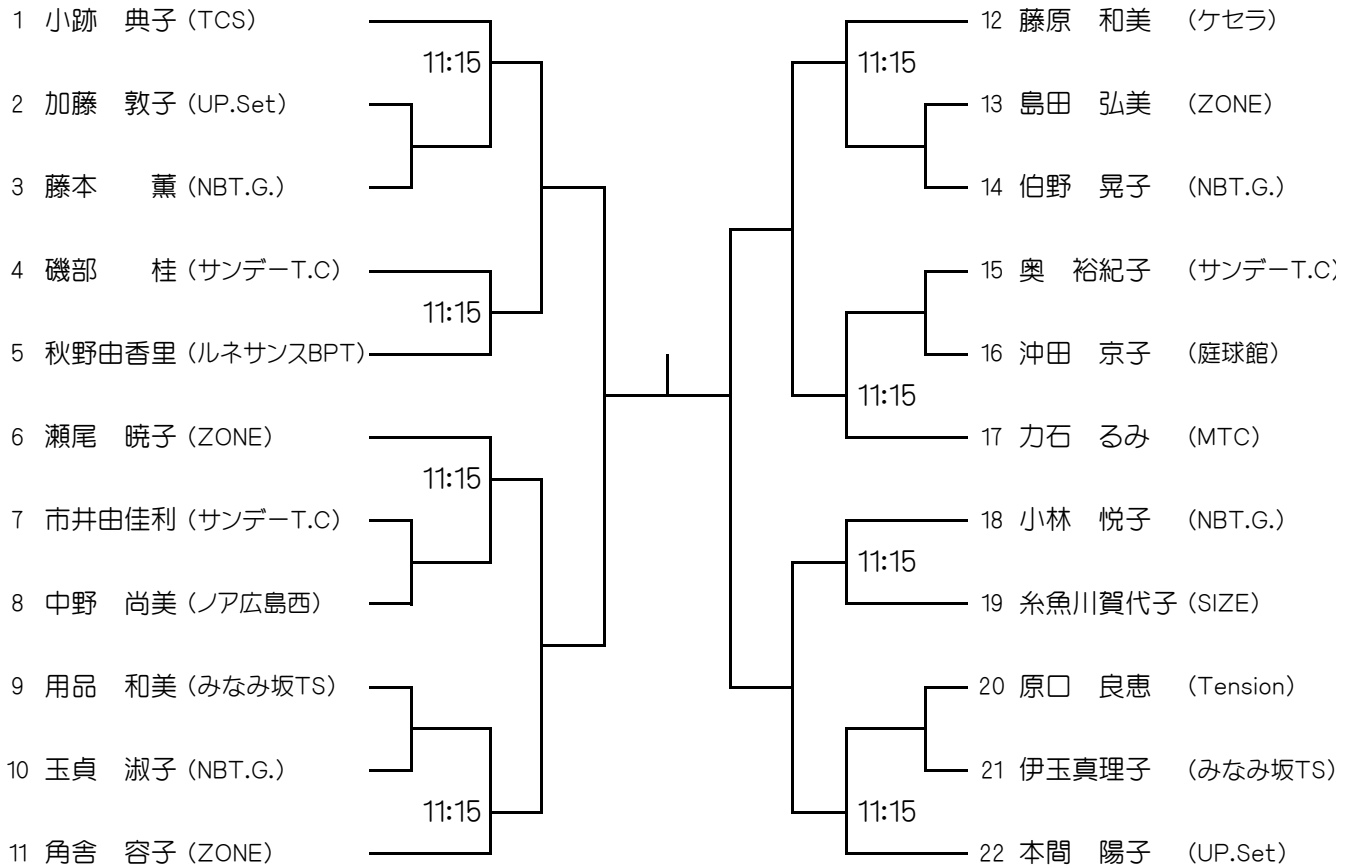 1 小跡 典子 (TCS)
11:15
2 加藤 敦子 (UP.Set)
3 藤本 薫 (NBT.G.)
4 磯部 桂 (サンデーT.C)
11:15
5 秋野由香里 (ルネサンスBPT)
6 瀬尾 暁子 (ZONE)
11:15
7 市井由佳利 (サンデーT.C)
8 中野 尚美 (ノア広島西)
9 用品 和美 (みなみ坂TS)
10 玉貞 淑子 (NBT.G.)
11:15
11 角舎 容子 (ZONE)
12 藤原 和美 (ケセラ)
11:15
13 島田 弘美 (ZONE)
14 伯野 晃子 (NBT.G.)
15 奥 裕紀子 (サンデーT.C)
16 沖田 京子 (庭球館)
11:15
17 力石 るみ (MTC)
18 小林 悦子 (NBT.G.)
11:15
19 糸魚川賀代子 (SIZE)
20 原口 良恵 (Tension)
21 伊玉真理子 (みなみ坂TS)
11:15
22 本間 陽子 (UP.Set)